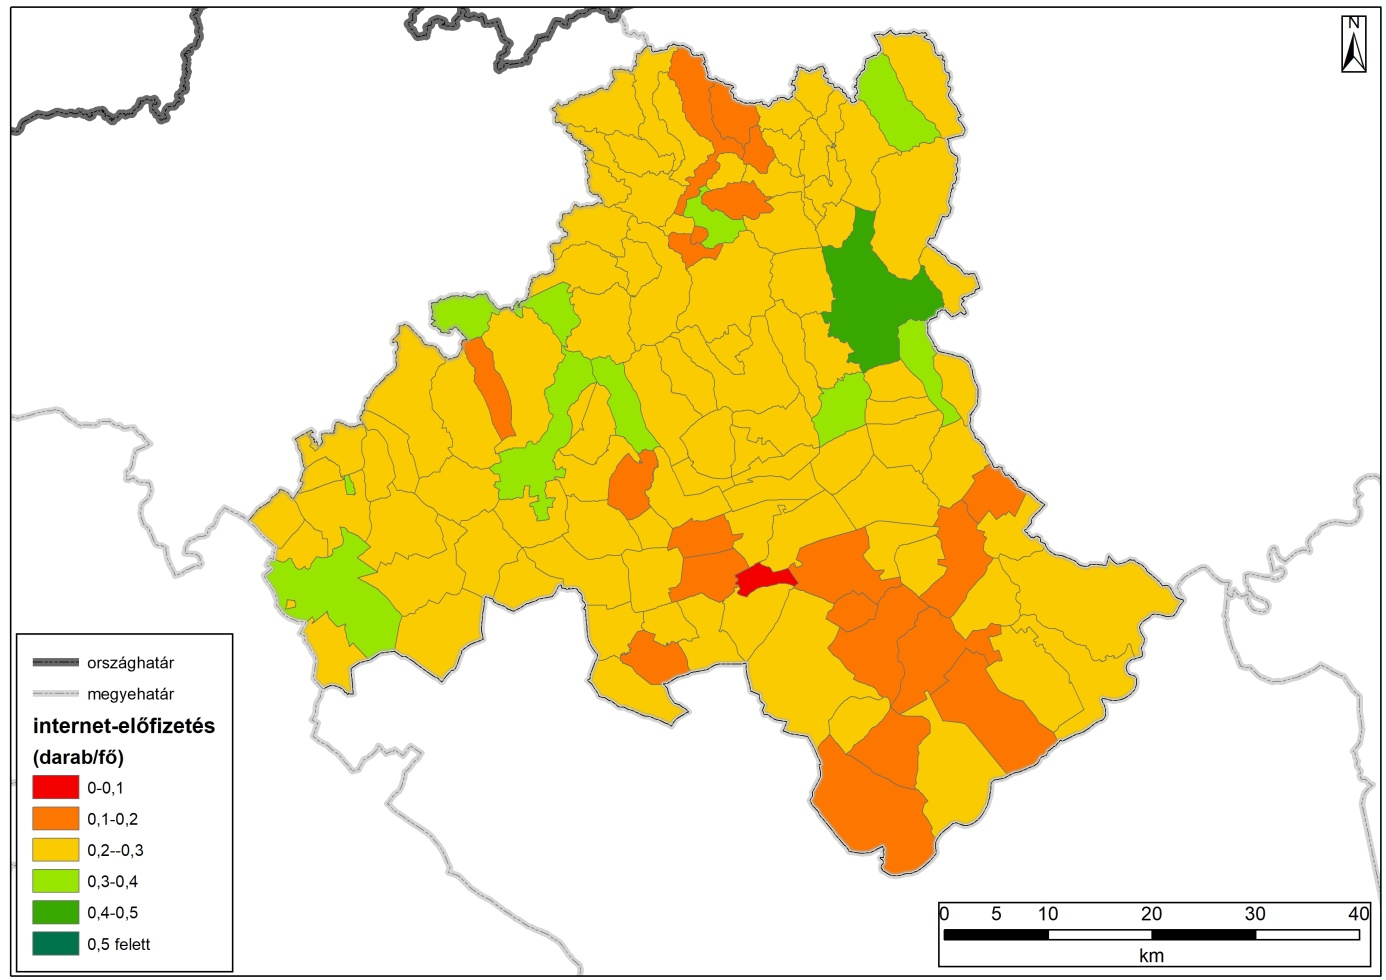 N
országhatár
megyehatár
internet-előfizetés
(darab/fő)
0-0,1
0,1-0,2
0,2--0,3
0,3-0,4
0,4-0,5
0,5 felett
0 5 10 20 30 40
km